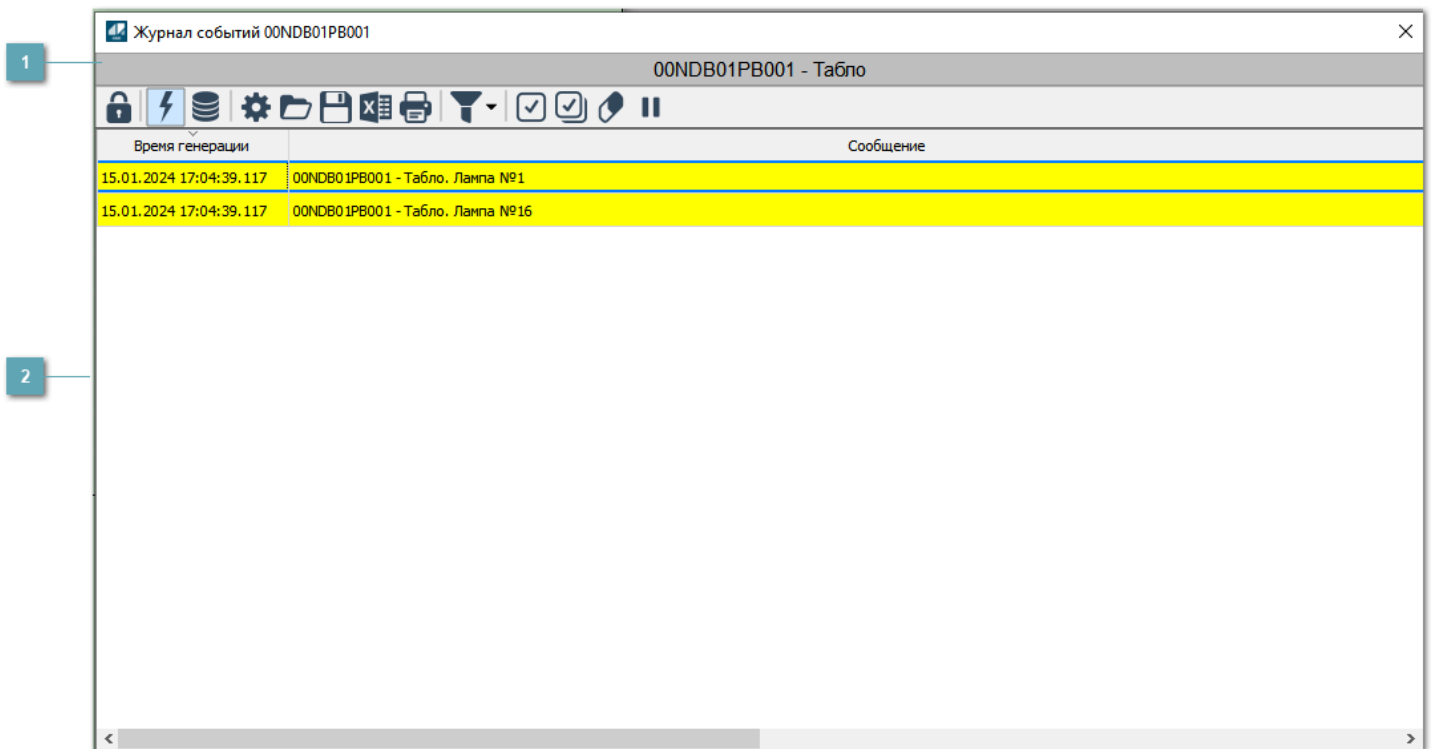 Журнал событий 00NDB01PB001
1
00NDB01PB001 - Табло
Время генерации Сообщение
15.01.2024 17:04:39.117 00NDB01PB001 - Табло. Лампа №1
15.01.2024 17:04:39.117 00NDB01PB001 - Табло. Лампа №16
2